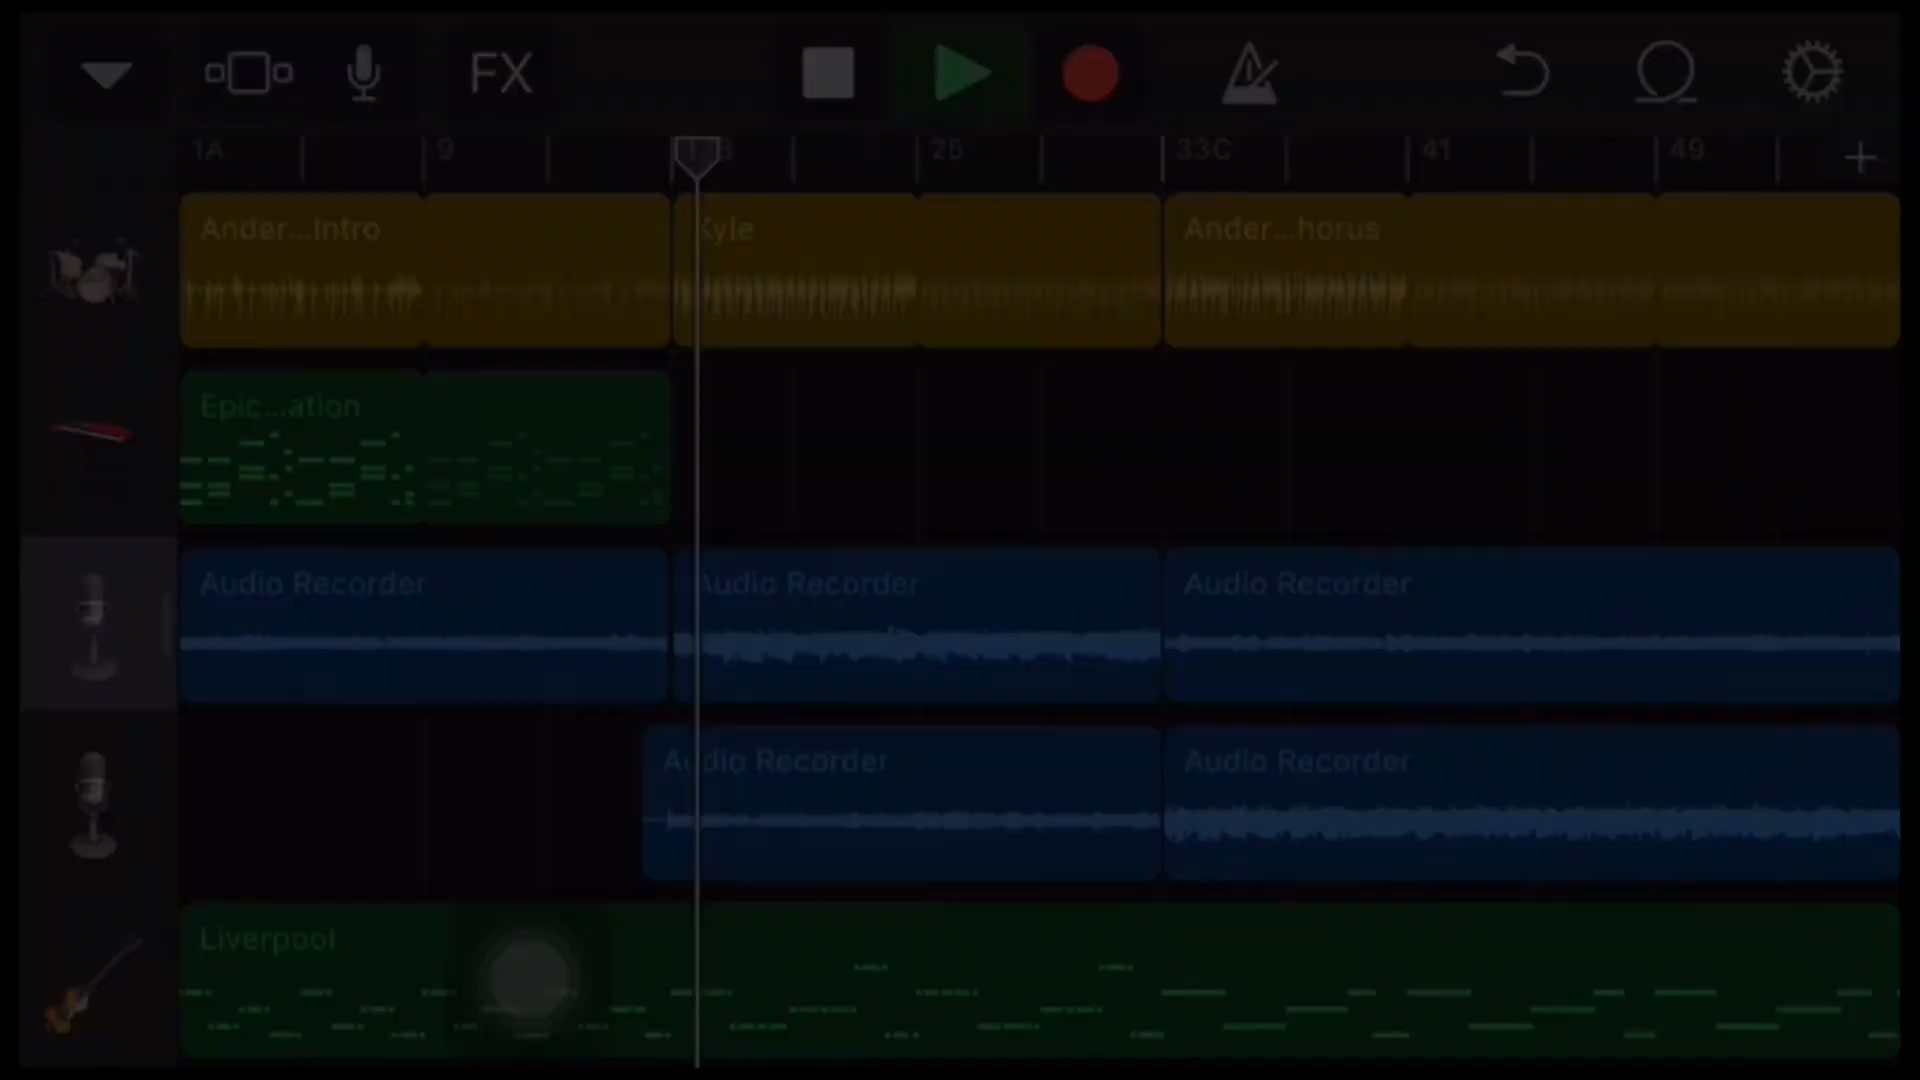 FX
1A 9 17B 25 33C 41 49
Ander...Intro Kyle Ander...horus
Epic...ation
Audio Recorder Audio Recorder Audio Recorder
Audio Recorder Audio Recorder
Liverpool